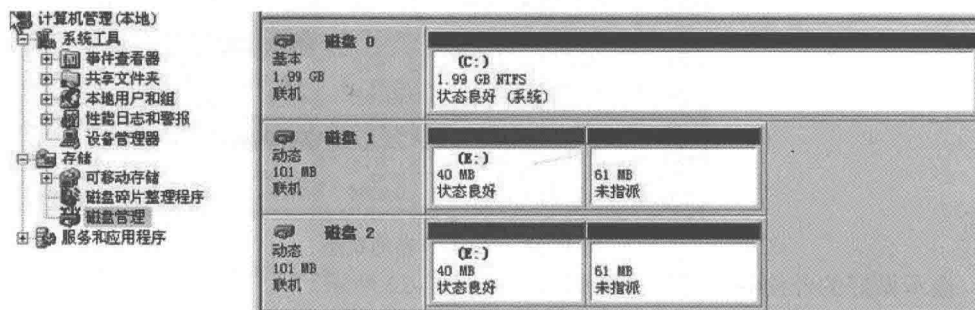 计算机管理(本地)
系统工具
事件查看器
共享文件夹
本地用户和组
性能日志和警报
设备管理器
存储
可移动存储
磁盘碎片整理程序
磁盘管理
服务和应用程序
磁盘 0
基本
1.99 GB
联机
(C:)
1.99 GB NTFS
状态良好 (系统)
磁盘 1
动态
101 MB
联机
(E:)
40 MB
状态良好
61 MB
未指派
磁盘 2
动态
101 MB
联机
(E:)
40 MB
状态良好
61 MB
未指派